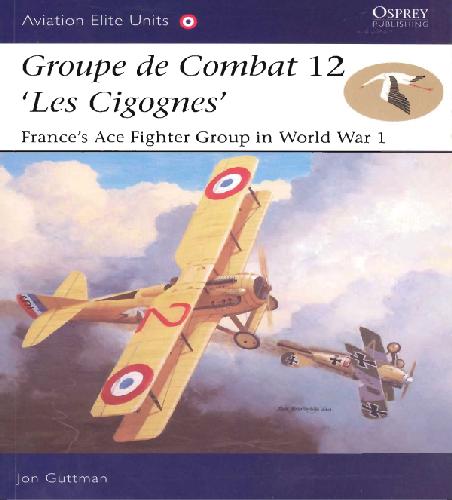 Aviation Elite Units
OSPREY
PUBLISHING
Groupe de Combat 12
'Les Cigognes'
France's Ace Fighter Group in World War 1
2
Jon Guttman